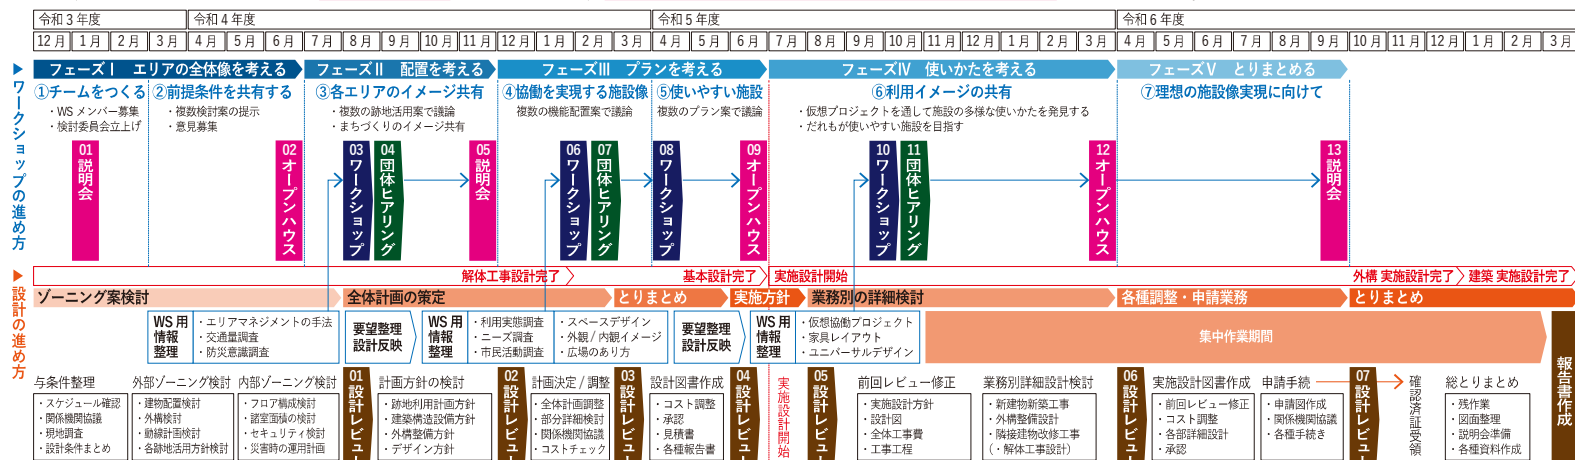 令和３年度
令和４年度
令和５年度
令和６年度
12月 1月 2月 3月 4月 5月 6月 7月 8月 9月 10月 11月 12月 1月 2月 3月 4月 5月 6月 7月 8月 9月 10月 11月 12月 1月 2月 3月 4月 5月 6月 7月 8月 9月 10月 11月 12月 1月 2月 3月
▶ワークショップの進め方
フェーズⅠ エリアの全体像を考える
フェーズⅡ 配置を考える
フェーズⅢ プランを考える
フェーズⅣ 使いかたを考える
フェーズⅤ とりまとめる
①チームをつくる
・WS メンバー募集
・検討委員会立上げ
②前提条件を共有する
・複数検討案の提示
・意見募集
③各エリアのイメージ共有
・複数の跡地活用案で議論
・まちづくりのイメージ共有
④協働を実現する施設像
複数の機能配置案で議論
⑤使いやすい施設
複数のプラン案で議論
⑥利用イメージの共有
・仮想プロジェクトを通して施設の多様な使いかたを発見する
・だれもが使いやすい施設を目指す
⑦理想の施設像実現に向けて
01 説明会
02 オープンハウス
03 ワークショップ
04 団体ヒアリング
05 説明会
06 ワークショップ
07 団体ヒアリング
08 ワークショップ
09 オープンハウス
10 ワークショップ
11 団体ヒアリング
12 オープンハウス
13 説明会
解体工事設計完了
基本設計完了
実施設計開始
外構 実施設計完了
建築 実施設計完了
▶設計の進め方
ゾーニング案検討
全体計画の策定
とりまとめ
実施方針
業務別の詳細検討
各種調整・申請業務
とりまとめ
WS用
情報
整理
・エリアマネジメントの手法
・交通量調査
・防災意識調査
要望整理
設計反映
WS用
情報
整理
・利用実態調査
・ニーズ調査
・市民活動調査
・スペースデザイン
・外観 / 内観イメージ
・広場のあり方
要望整理
設計反映
WS用
情報
整理
・仮想協働プロジェクト
・家具レイアウト
・ユニバーサルデザイン
集中作業期間
報告書作成
与条件整理
・スケジュール確認
・関係機関協議
・現地調査
・設計条件まとめ
外部ゾーニング検討
・建物配置検討
・外構検討
・動線計画検討
・各跡地活用方針検討
内部ゾーニング検討
・フロア構成検討
・諸室面積の検討
・セキュリティ検討
・災害時の運用計画
01 設計レビュー
計画方針の検討
・跡地利用計画方針
・建築構造設備方針
・外構整備方針
・デザイン方針
02 設計レビュー
計画決定 / 調整
・全体計画調整
・部分詳細検討
・関係機関協議
・コストチェック
03 設計レビュー
設計図書作成
・コスト調整
・承認
・見積書
・各種報告書
04 設計レビュー
実施設計開始
05 設計レビュー
前回レビュー修正
・実施設計方針
・設計図
・全体工事費
・工事工程
業務別詳細設計検討
・新建物新築工事
・外構整備設計
・隣接建物改修工事
（・解体工事設計）
06 設計レビュー
実施設計図書作成
・前回レビュー修正
・コスト調整
・各部詳細設計
・承認
申請手続
・申請図作成
・関係機関協議
・各種手続き
07 設計レビュー
確認済証受領
総とりまとめ
・残作業
・図面整理
・説明会準備
・各種資料作成